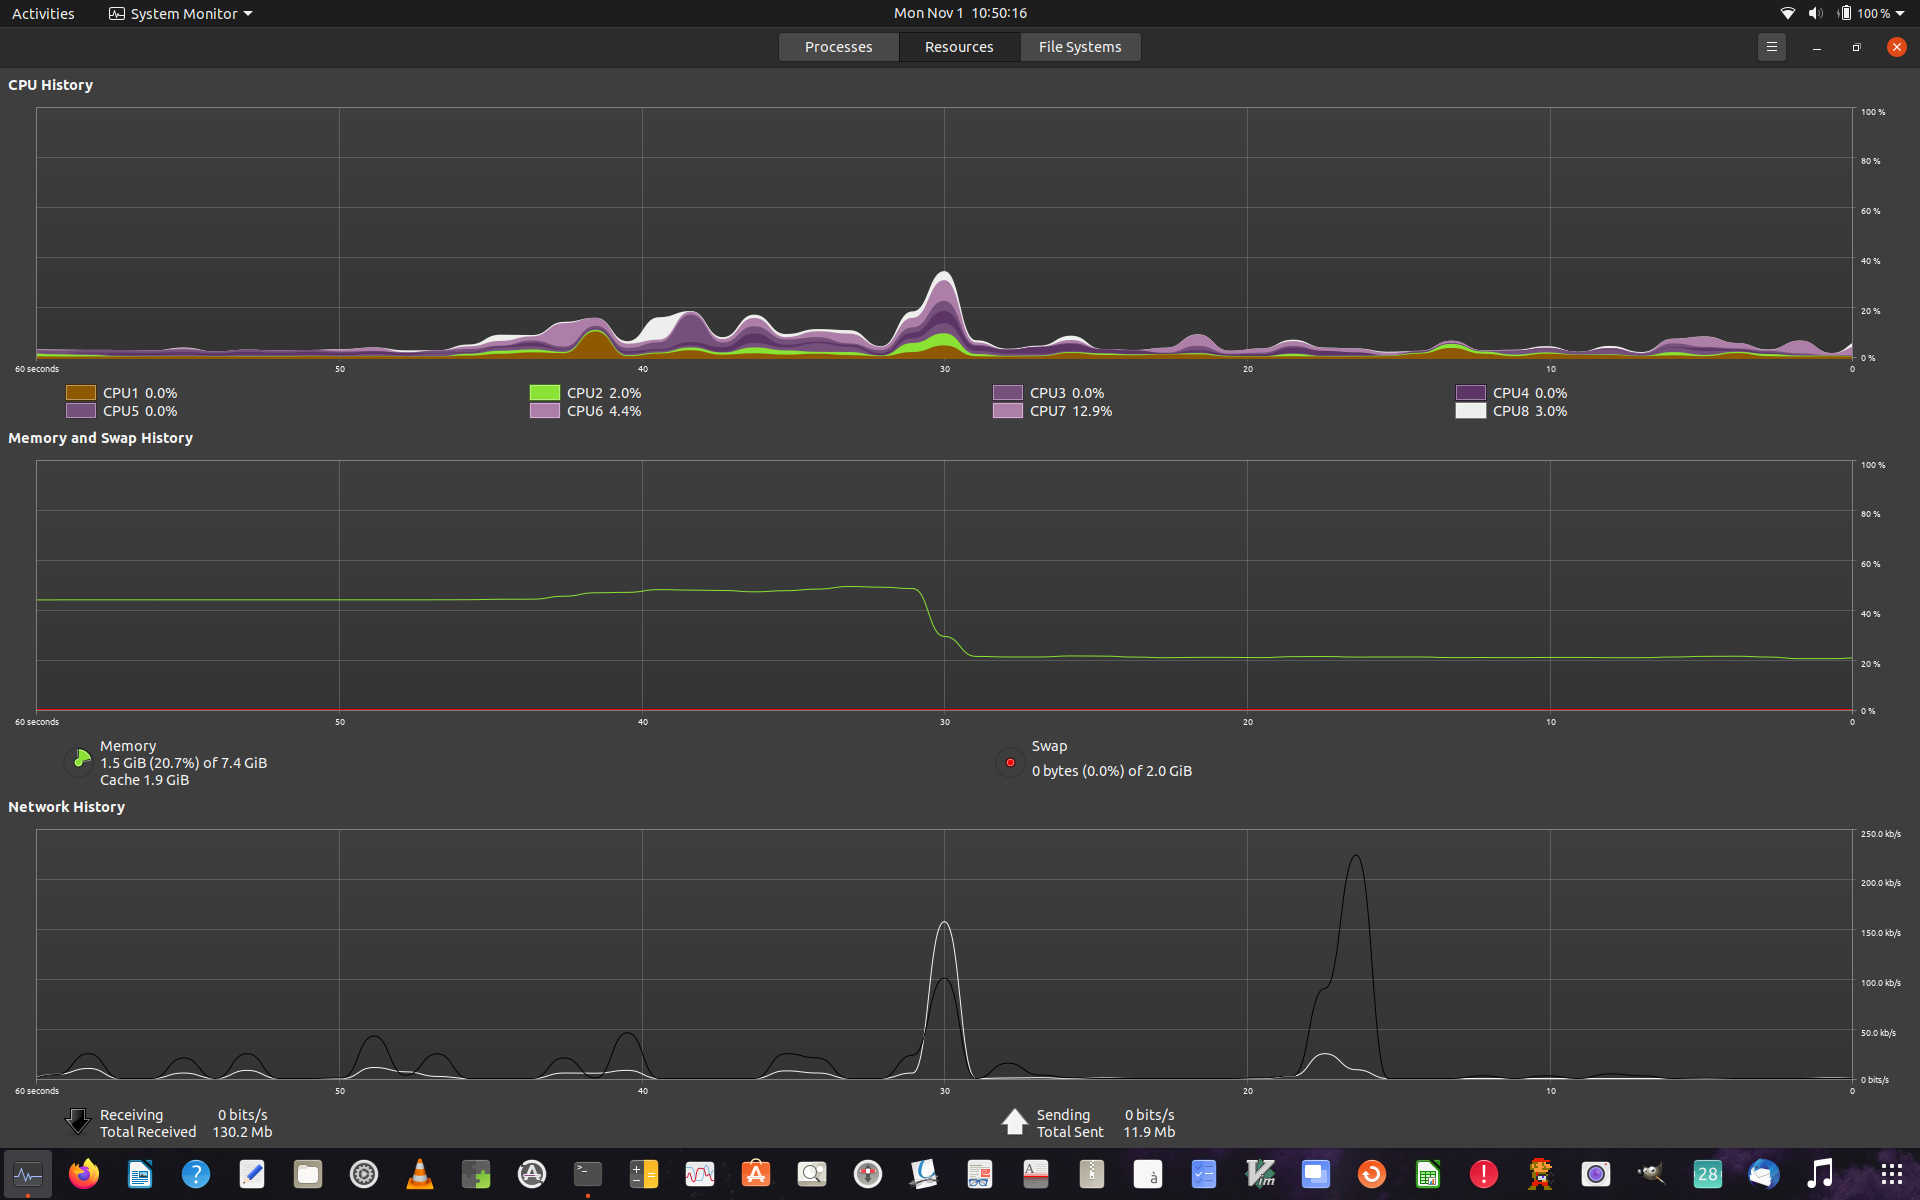 Activities System Monitor Mon Nov 1 10:50:16 100 %
Processes Resources File Systems
CPU History
100 %
80 %
60 %
40 %
20 %
0 %
60 seconds 50 40 30 20 10 0
CPU1 0.0% CPU2 2.0% CPU3 0.0% CPU4 0.0%
CPU5 0.0% CPU6 4.4% CPU7 12.9% CPU8 3.0%
Memory and Swap History
100 %
80 %
60 %
40 %
20 %
0 %
60 seconds 50 40 30 20 10 0
Memory
1.5 GiB (20.7%) of 7.4 GiB
Cache 1.9 GiB
Swap
0 bytes (0.0%) of 2.0 GiB
Network History
250.0 kb/s
200.0 kb/s
150.0 kb/s
100.0 kb/s
50.0 kb/s
0 bits/s
60 seconds 50 40 30 20 10 0
Receiving 0 bits/s
Total Received 130.2 Mb
Sending 0 bits/s
Total Sent 11.9 Mb
28